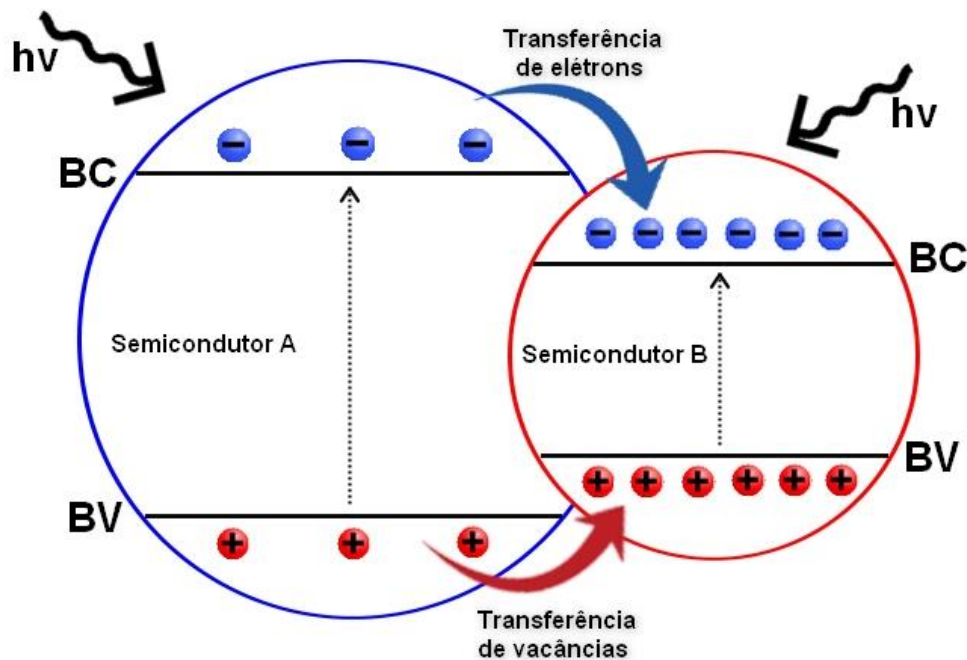 Transferência
de elétrons
hv
hv
BC
BC
Semicondutor A
Semicondutor B
BV
BV
Transferência
de vacâncias